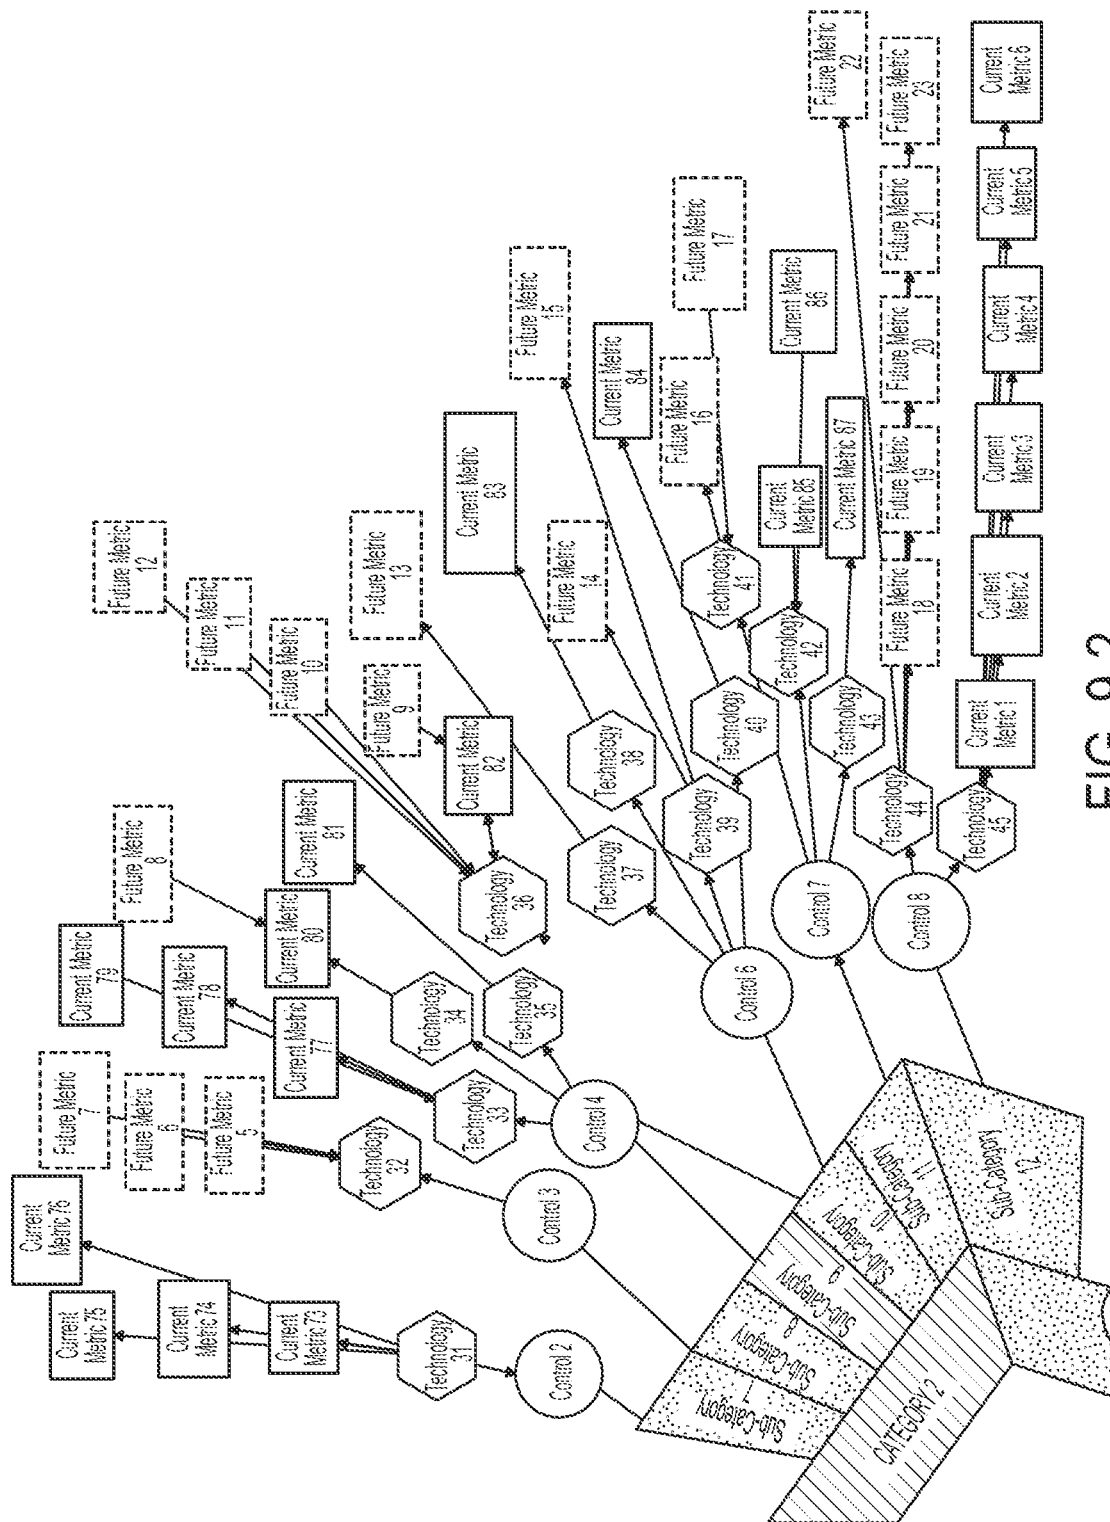 Current
Metric 76
Current
Metric 75
Current
Metric 74
Current
Metric 73
Technology
31
Control 2
Future Metric
7
Future Metric
6
Future Metric
5
Technology
32
Control 3
Current Metric
79
Current Metric
78
Current Metric
77
Technology
33
Future Metric
8
Current Metric
80
Technology
34
Current Metric
81
Technology
35
Control 4
Future Metric
12
Future Metric
11
Future Metric
10
Future Metric
9
Current Metric
82
Technology
36
Future Metric
13
Technology
37
Current Metric
83
Technology
38
Future Metric
14
Future Metric
15
Technology
39
Current Metric
84
Technology
40
Control 6
Future Metric
16
Future Metric
17
Technology
41
Current Metric
86
Current
Metric 85
Technology
42
Current Metric 87
Technology
43
Control 7
Future Metric
22
Future Metric
23
Future Metric
21
Future Metric
20
Future Metric
19
Future Metric
18
Technology
44
Current
Metric 6
Current
Metric 5
Current
Metric 4
Current
Metric 3
Current
Metric 2
Current
Metric 1
Technology
45
Control 8
Sub-Category
7
Sub-Category
8
Sub-Category
9
Sub-Category
10
Sub-Category
11
Sub-Category
12
CATEGORY 2
FIG. 9.2